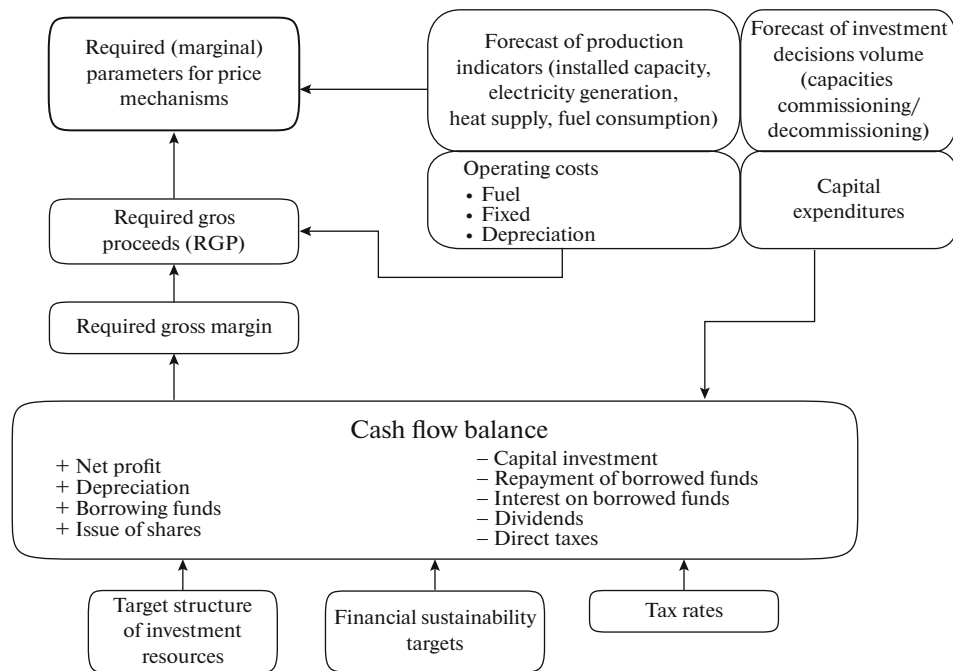 Required (marginal)
parameters for price
mechanisms
Forecast of production
indicators (installed capacity,
electricity generation,
heat supply, fuel consumption)
Forecast of investment
decisions volume
(capacities
commissioning/
decommissioning)
Operating costs
• Fuel
• Fixed
• Depreciation
Capital
expenditures
Required gros
proceeds (RGP)
Required gross margin
Cash flow balance
+ Net profit
+ Depreciation
+ Borrowing funds
+ Issue of shares
– Capital investment
– Repayment of borrowed funds
– Interest on borrowed funds
– Dividends
– Direct taxes
Target structure
of investment
resources
Financial sustainability
targets
Tax rates